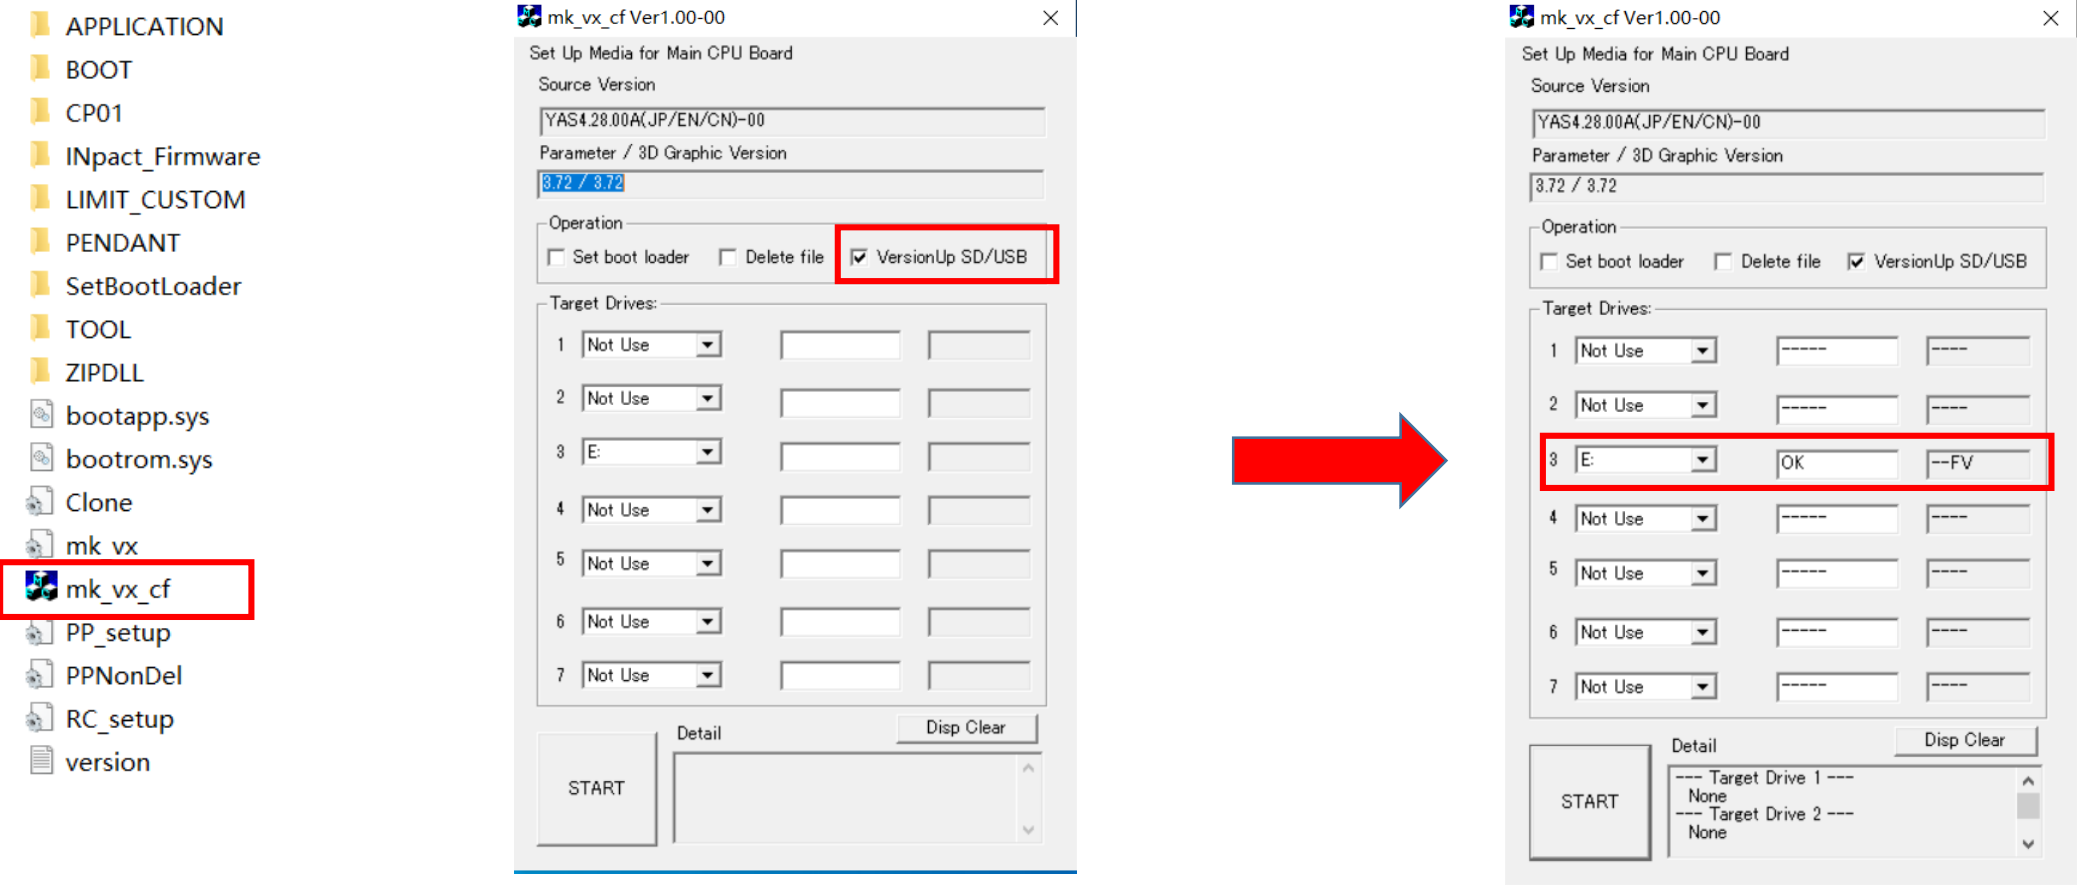 APPLICATION
BOOT
CP01
INpact_Firmware
LIMIT_CUSTOM
PENDANT
SetBootLoader
TOOL
ZIPDLL
bootapp.sys
bootrom.sys
Clone
mk_vx
mk_vx_cf
PP_setup
PPNonDel
RC_setup
version
mk_vx_cf Ver1.00-00
Set Up Media for Main CPU Board
Source Version
YAS4.28.00A(JP/EN/CN)-00
Parameter / 3D Graphic Version
3.72 / 3.72
Operation
Set boot loader Delete file VersionUp SD/USB
Target Drives:
1 Not Use
2 Not Use
3 E:
4 Not Use
5 Not Use
6 Not Use
7 Not Use
START
Detail
Disp Clear
mk_vx_cf Ver1.00-00
Set Up Media for Main CPU Board
Source Version
YAS4.28.00A(JP/EN/CN)-00
Parameter / 3D Graphic Version
3.72 / 3.72
Operation
Set boot loader Delete file VersionUp SD/USB
Target Drives:
1 Not Use ----- ----
2 Not Use ----- ----
3 E: OK --FV
4 Not Use ----- ----
5 Not Use ----- ----
6 Not Use ----- ----
7 Not Use ----- ----
START
Detail
Disp Clear
--- Target Drive 1 ---
None
--- Target Drive 2 ---
None